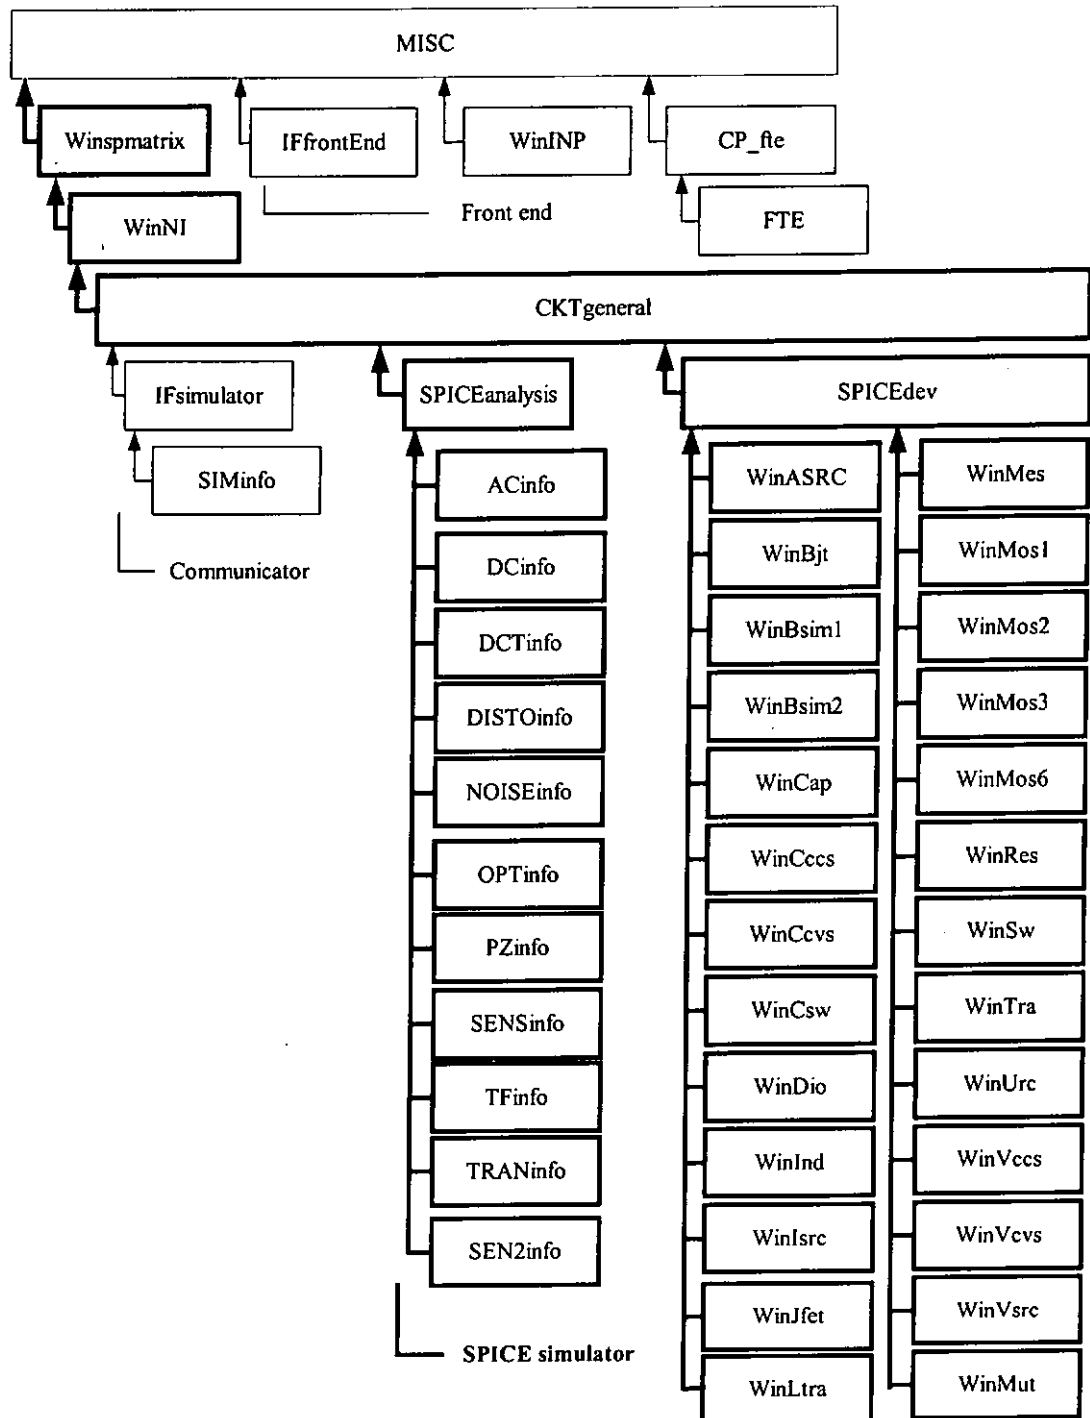 MISC
Winspmatrix
IFfrontEnd
WinINP
CP_fte
WinNI
Front end
FTE
CKTgeneral
IFsimulator
SPICEanalysis
SPICEdev
SIMinfo
Communicator
ACinfo
DCinfo
DCTinfo
DISTOinfo
NOISEinfo
OPTinfo
PZinfo
SENSinfo
TFinfo
TRANinfo
SEN2info
SPICE simulator
WinASRC
WinBjt
WinBsim1
WinBsim2
WinCap
WinCccs
WinCcvs
WinCsw
WinDio
WinInd
WinIsrc
WinJfet
WinLtra
WinMes
WinMos1
WinMos2
WinMos3
WinMos6
WinRes
WinSw
WinTra
WinUrc
WinVccs
WinVcvs
WinVsrc
WinMut